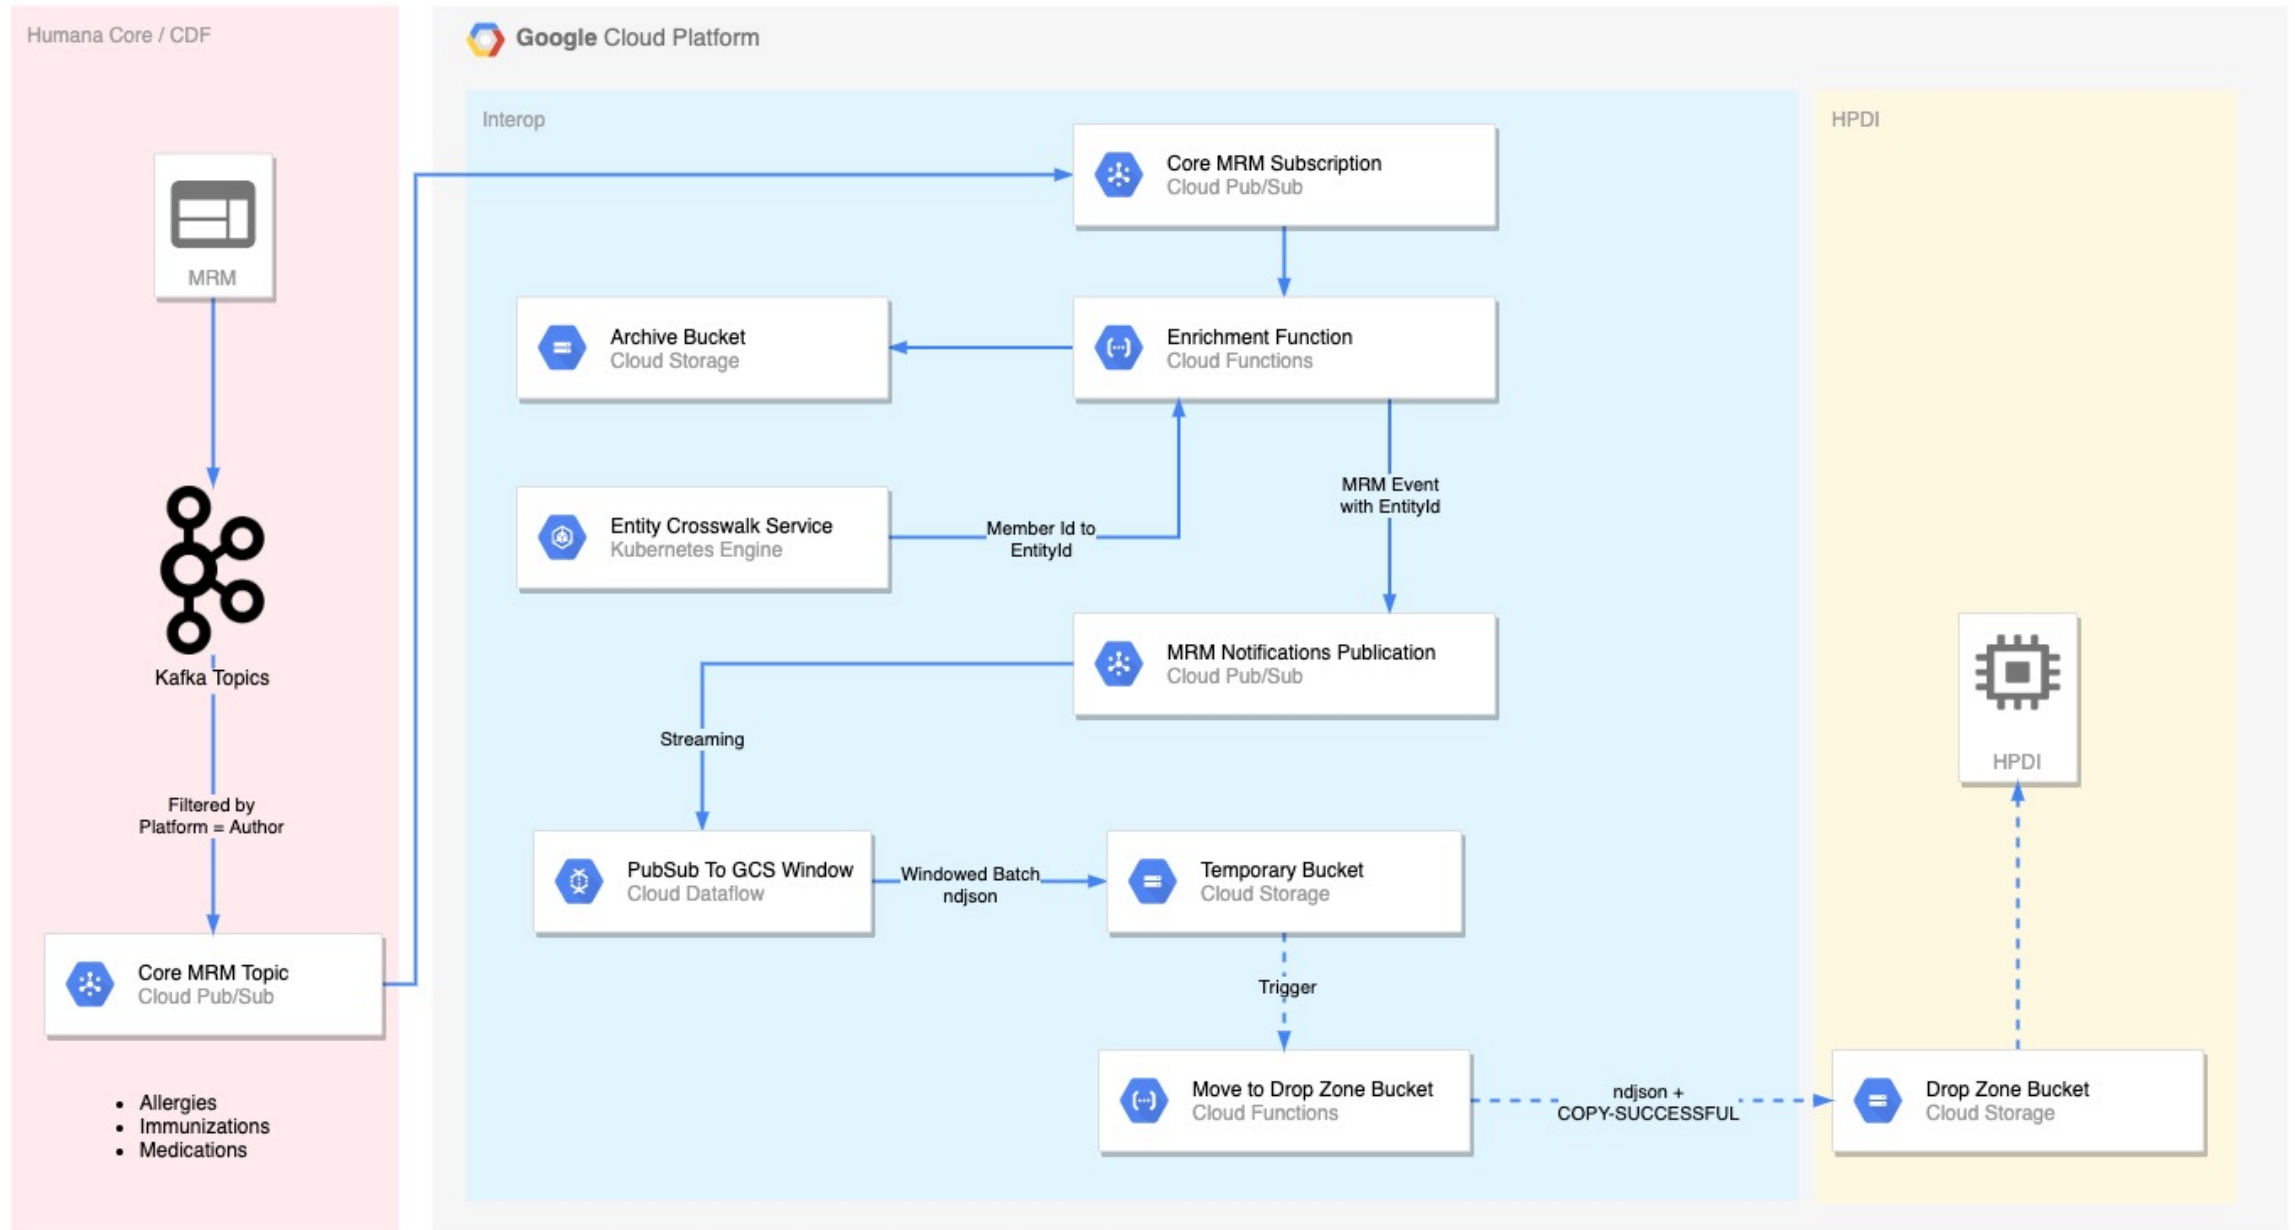 Humana Core / CDF
Google Cloud Platform
Interop
HPDI
Core MRM Subscription
Cloud Pub/Sub
MRM
Archive Bucket
Cloud Storage
Enrichment Function
Cloud Functions
MRM Event
with EntityId
Entity Crosswalk Service
Kubernetes Engine
Member Id to
EntityId
Kafka Topics
MRM Notifications Publication
Cloud Pub/Sub
Streaming
HPDI
Filtered by
Platform = Author
PubSub To GCS Window
Cloud Dataflow
Windowed Batch
ndjson
Temporary Bucket
Cloud Storage
Core MRM Topic
Cloud Pub/Sub
Trigger
• Allergies
• Immunizations
• Medications
Move to Drop Zone Bucket
Cloud Functions
ndjson +
COPY-SUCCESSFUL
Drop Zone Bucket
Cloud Storage